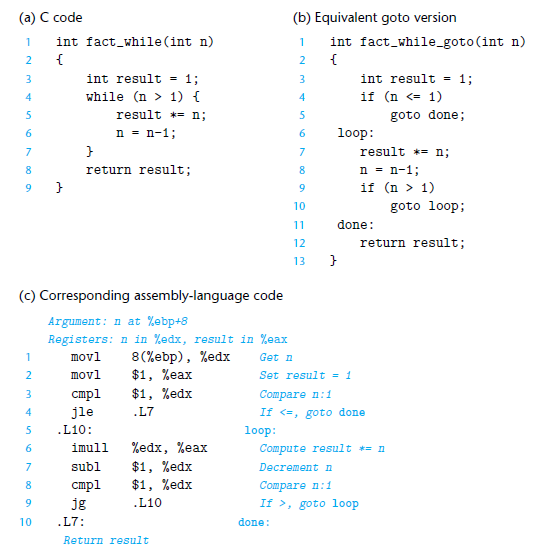 (a) C code
1 int fact_while(int n)
2 {
3 int result = 1;
4 while (n > 1) {
5 result *= n;
6 n = n-1;
7 }
8 return result;
9 }
(b) Equivalent goto version
1 int fact_while_goto(int n)
2 {
3 int result = 1;
4 if (n <= 1)
5 goto done;
6 loop:
7 result *= n;
8 n = n-1;
9 if (n > 1)
10 goto loop;
11 done:
12 return result;
13 }
(c) Corresponding assembly-language code
Argument: n at %ebp+8
Registers: n in %edx, result in %eax
1 movl 8(%ebp), %edx Get n
2 movl $1, %eax Set result = 1
3 cmpl $1, %edx Compare n:1
4 jle .L7 If <=, goto done
5 .L10: loop:
6 imull %edx, %eax Compute result *= n
7 subl $1, %edx Decrement n
8 cmpl $1, %edx Compare n:1
9 jg .L10 If >, goto loop
10 .L7: done:
Return result